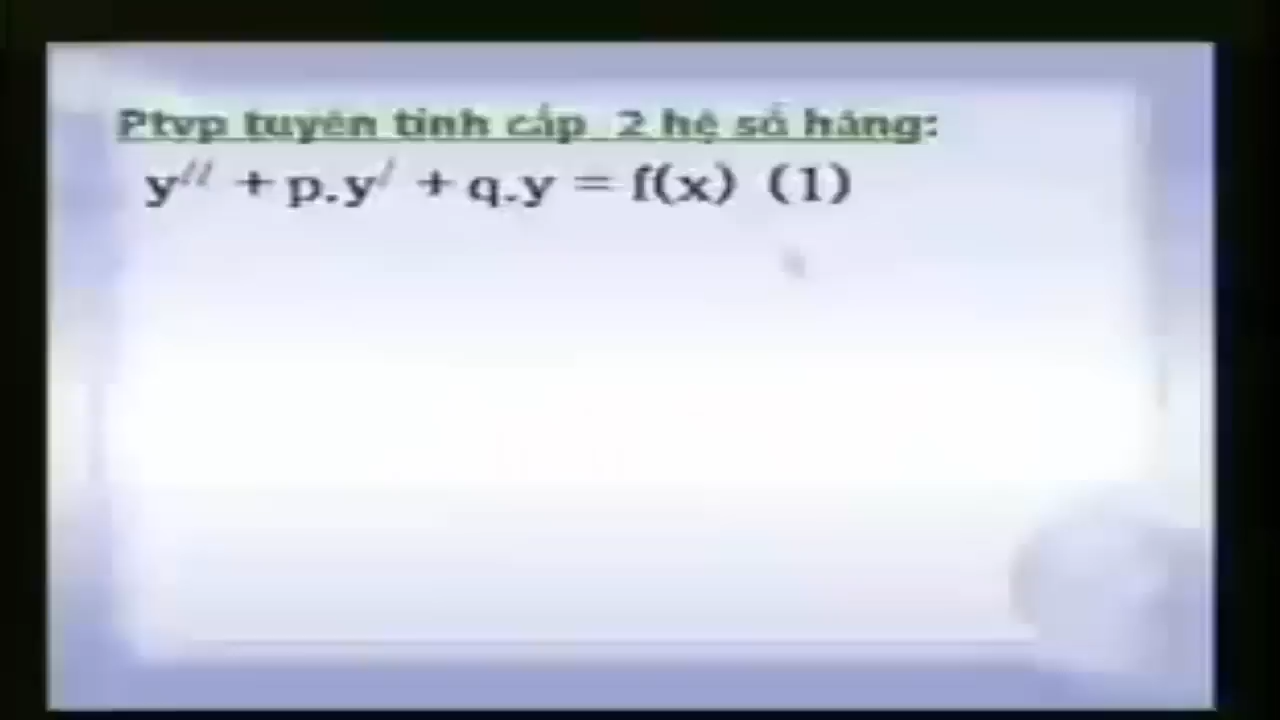 Ptvp tuyến tính cấp 2 hệ số hằng:
y// + p.y/ + q.y = f(x) (1)